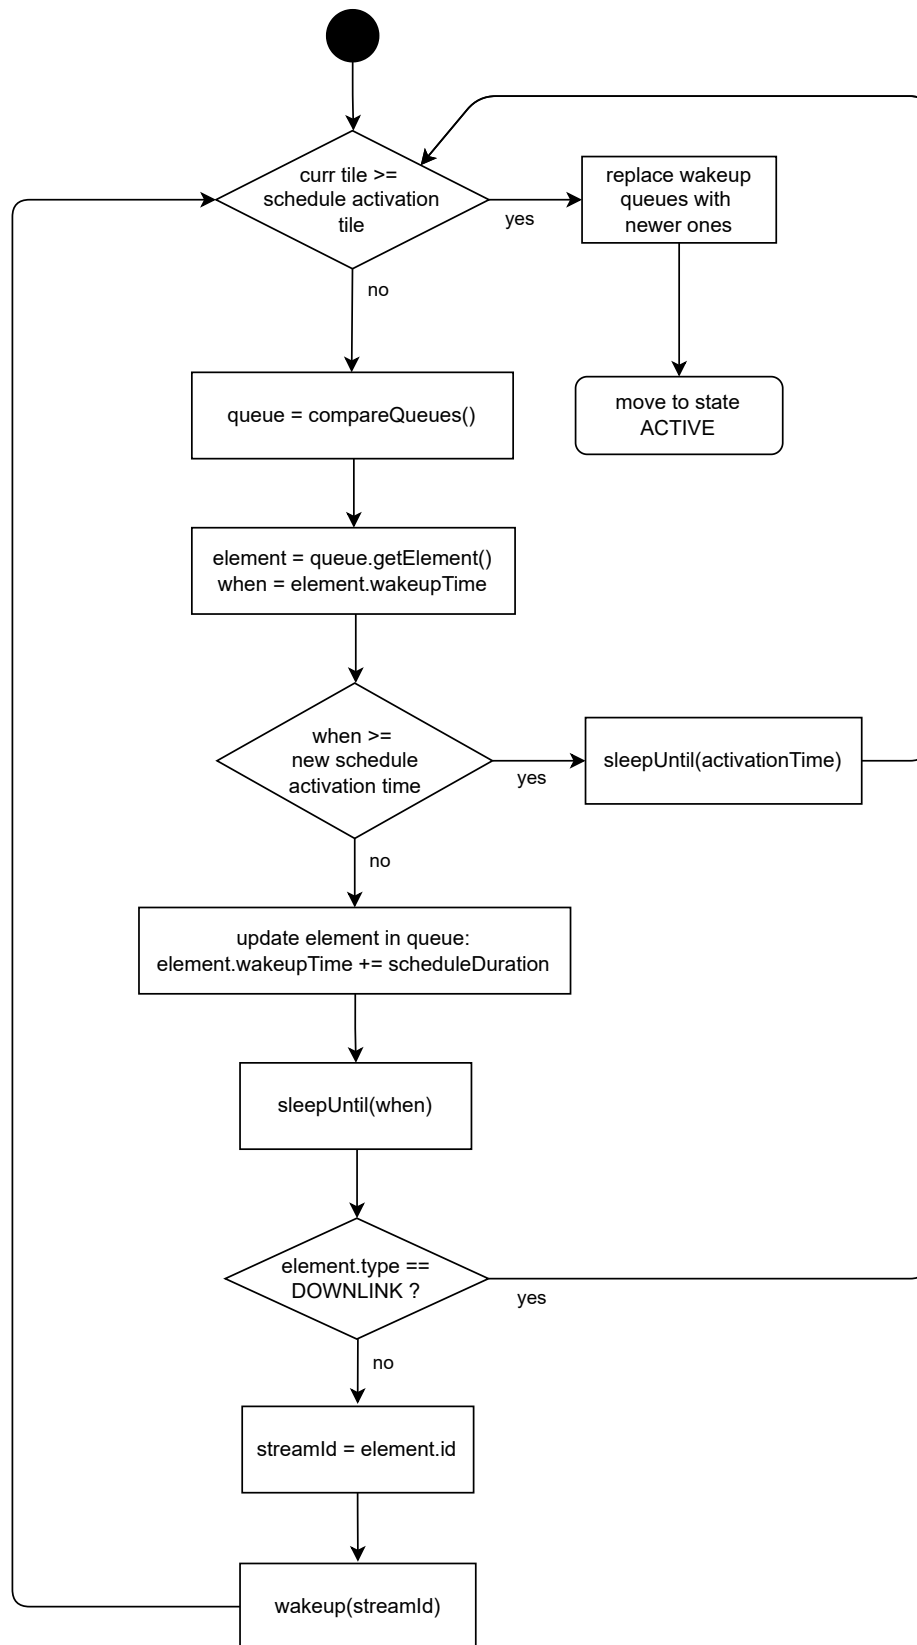 curr tile >=
schedule activation
tile
yes
replace wakeup
queues with
newer ones
no
move to state
ACTIVE
queue = compareQueues()
element = queue.getElement()
when = element.wakeupTime
when >=
new schedule
activation time
yes
sleepUntil(activationTime)
no
update element in queue:
element.wakeupTime += scheduleDuration
sleepUntil(when)
element.type ==
DOWNLINK ?
yes
no
streamId = element.id
wakeup(streamId)